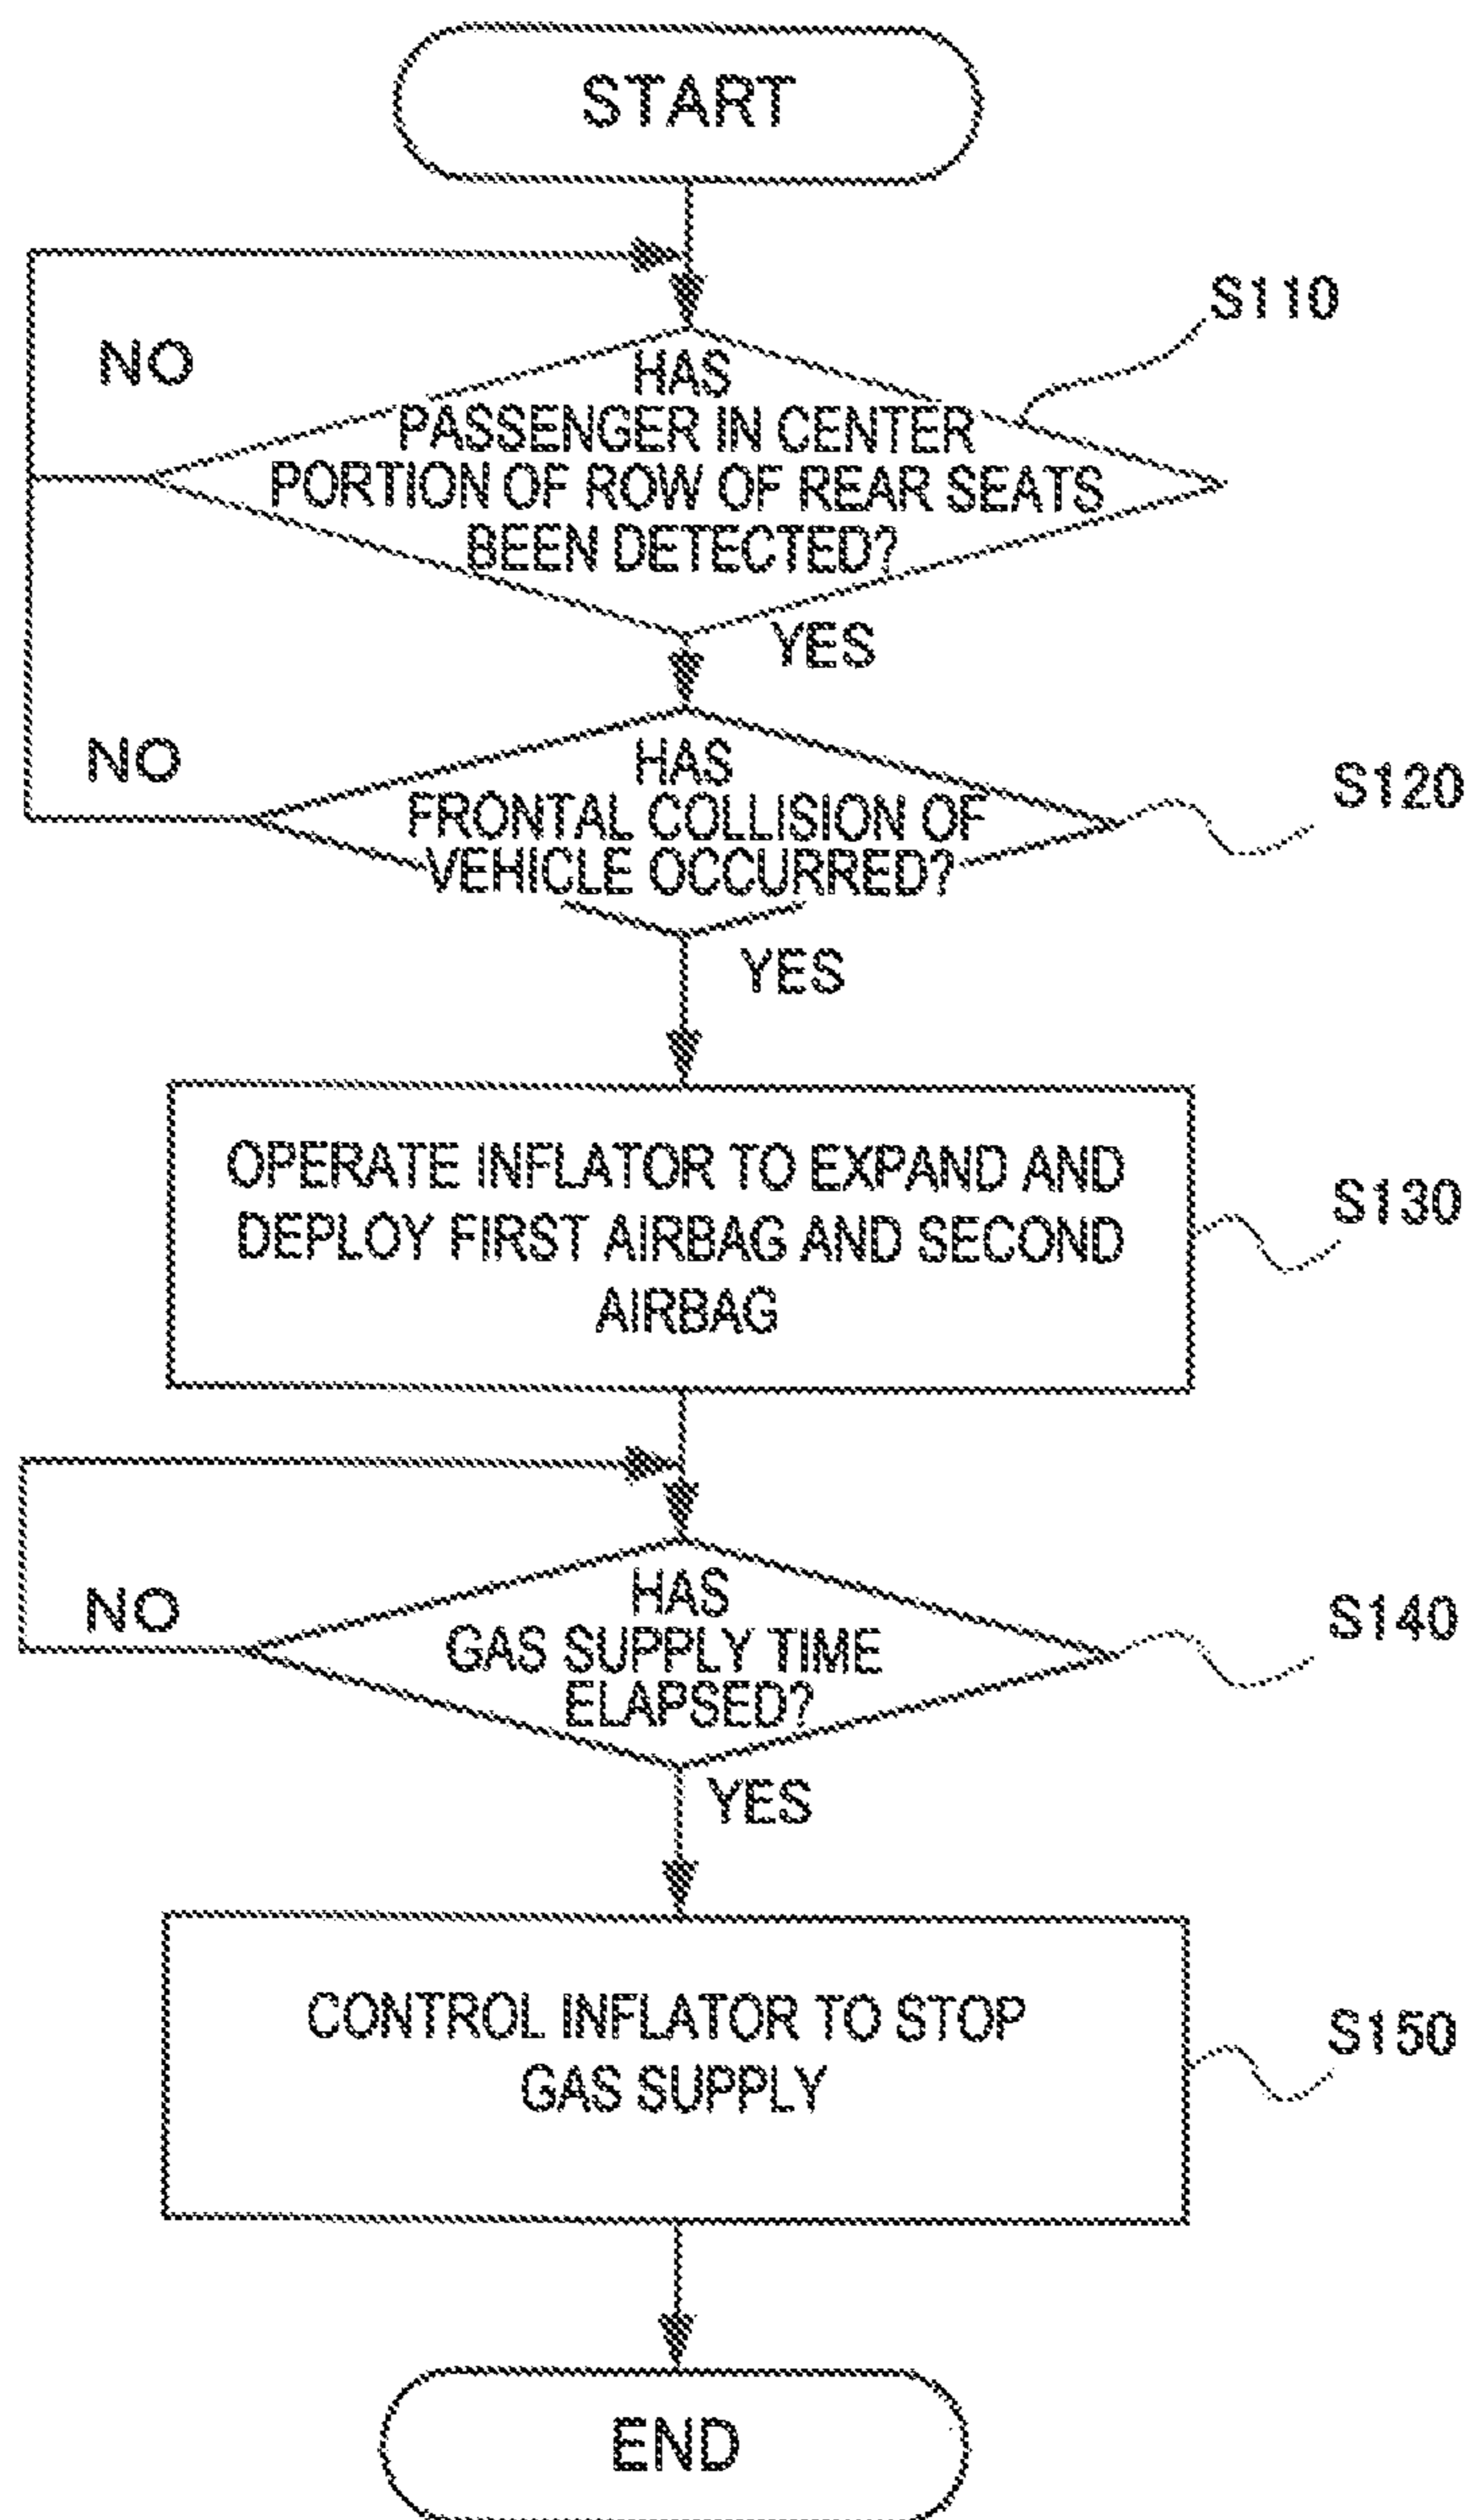 START
S110
NO
HAS
PASSENGER IN CENTER
PORTION OF ROW OF REAR SEATS
BEEN DETECTED?
YES
NO
HAS
FRONTAL COLLISION OF
VEHICLE OCCURRED?
S120
YES
OPERATE INFLATOR TO EXPAND AND
DEPLOY FIRST AIRBAG AND SECOND
AIRBAG
S130
NO
HAS
GAS SUPPLY TIME
ELAPSED?
S140
YES
CONTROL INFLATOR TO STOP
GAS SUPPLY
S150
END